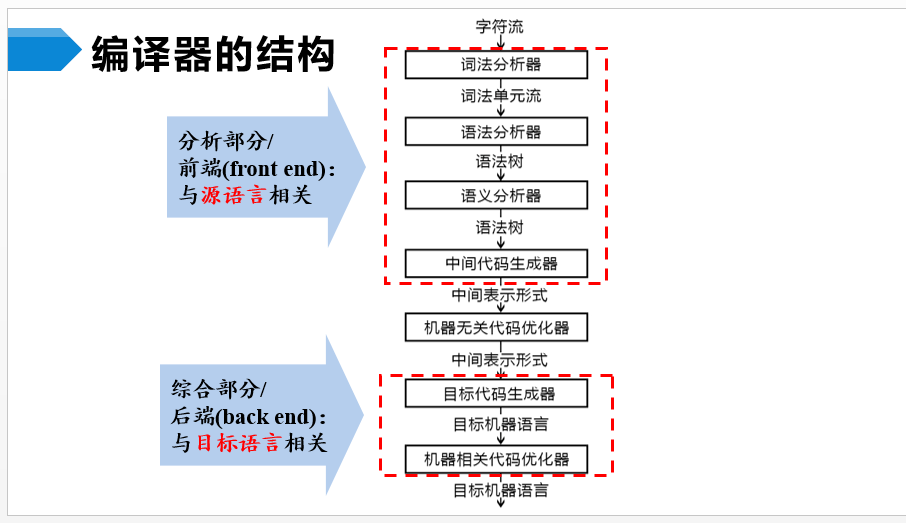 编译器的结构
字符流
词法分析器
词法单元流
语法分析器
语法树
语义分析器
语法树
中间代码生成器
中间表示形式
机器无关代码优化器
中间表示形式
目标代码生成器
目标机器语言
机器相关代码优化器
目标机器语言
分析部分/
前端(front end)：
与源语言相关
综合部分/
后端(back end)：
与目标语言相关